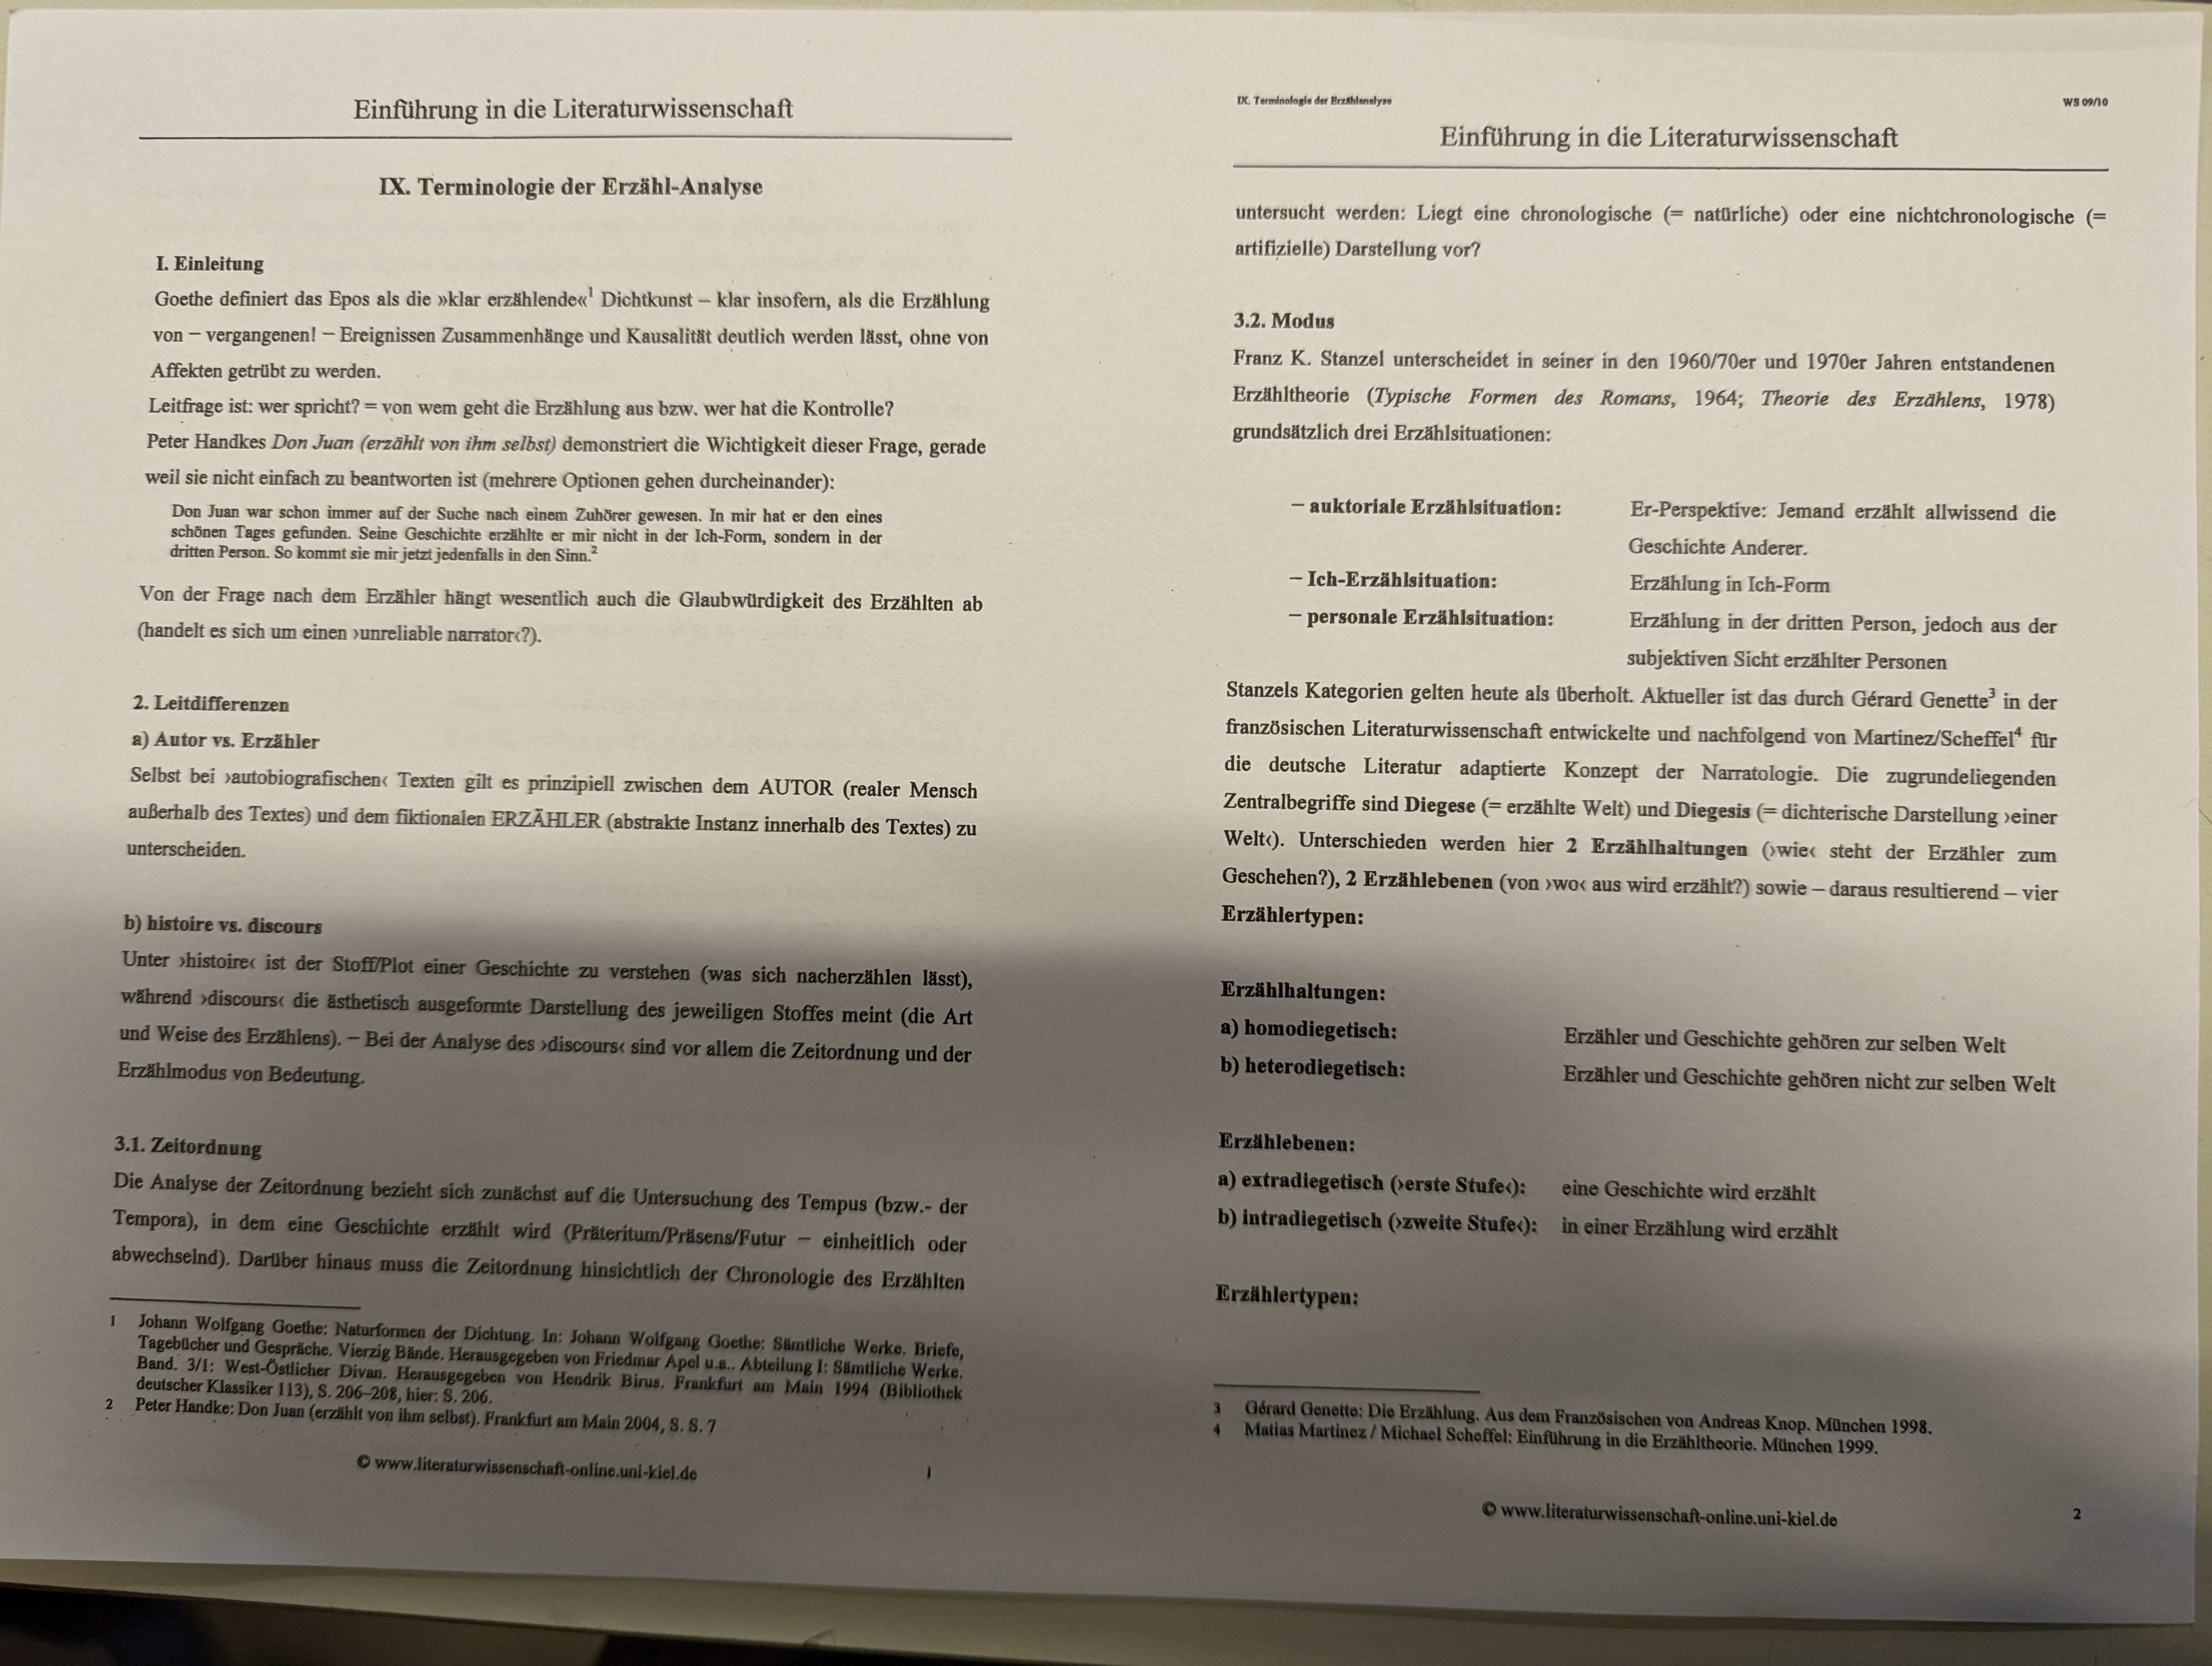 Einführung in die Literaturwissenschaft
IX. Terminologie der Erzähl-Analyse
I. Einleitung
Goethe definiert das Epos als die »klar erzählende«1 Dichtkunst – klar insofern, als die Erzählung
von – vergangenen! – Ereignissen Zusammenhänge und Kausalität deutlich werden lässt, ohne von
Affekten getrübt zu werden.
Leitfrage ist: wer spricht? = von wem geht die Erzählung aus bzw. wer hat die Kontrolle?
Peter Handkes Don Juan (erzählt von ihm selbst) demonstriert die Wichtigkeit dieser Frage, gerade
weil sie nicht einfach zu beantworten ist (mehrere Optionen gehen durcheinander):
Don Juan war schon immer auf der Suche nach einem Zuhörer gewesen. In mir hat er den eines
schönen Tages gefunden. Seine Geschichte erzählte er mir nicht in der Ich-Form, sondern in der
dritten Person. So kommt sie mir jetzt jedenfalls in den Sinn.2
Von der Frage nach dem Erzähler hängt wesentlich auch die Glaubwürdigkeit des Erzählten ab
(handelt es sich um einen ›unreliable narrator‹?).
2. Leitdifferenzen
a) Autor vs. Erzähler
Selbst bei ›autobiografischen‹ Texten gilt es prinzipiell zwischen dem AUTOR (realer Mensch
außerhalb des Textes) und dem fiktionalen ERZÄHLER (abstrakte Instanz innerhalb des Textes) zu
unterscheiden.
b) histoire vs. discours
Unter ›histoire‹ ist der Stoff/Plot einer Geschichte zu verstehen (was sich nacherzählen lässt),
während ›discours‹ die ästhetisch ausgeformte Darstellung des jeweiligen Stoffes meint (die Art
und Weise des Erzählens). – Bei der Analyse des ›discours‹ sind vor allem die Zeitordnung und der
Erzählmodus von Bedeutung.
3.1. Zeitordnung
Die Analyse der Zeitordnung bezieht sich zunächst auf die Untersuchung des Tempus (bzw.- der
Tempora), in dem eine Geschichte erzählt wird (Präteritum/Präsens/Futur – einheitlich oder
abwechselnd). Darüber hinaus muss die Zeitordnung hinsichtlich der Chronologie des Erzählten
1 Johann Wolfgang Goethe: Naturformen der Dichtung. In: Johann Wolfgang Goethe: Sämtliche Werke. Briefe,
Tagebücher und Gespräche. Vierzig Bände. Herausgegeben von Friedmar Apel u.a.. Abteilung I: Sämtliche Werke.
Band. 3/1: West-Östlicher Divan. Herausgegeben von Hendrik Birus. Frankfurt am Main 1994 (Bibliothek
deutscher Klassiker 113), S. 206–208, hier: S. 206.
2 Peter Handke: Don Juan (erzählt von ihm selbst). Frankfurt am Main 2004, S. S. 7
© www.literaturwissenschaft-online.uni-kiel.de 1
IX. Terminologie der Erzählanalyse WS 09/10
Einführung in die Literaturwissenschaft
untersucht werden: Liegt eine chronologische (= natürliche) oder eine nichtchronologische (=
artifizielle) Darstellung vor?
3.2. Modus
Franz K. Stanzel unterscheidet in seiner in den 1960/70er und 1970er Jahren entstandenen
Erzähltheorie (Typische Formen des Romans, 1964; Theorie des Erzählens, 1978)
grundsätzlich drei Erzählsituationen:
– auktoriale Erzählsituation: Er-Perspektive: Jemand erzählt allwissend die
Geschichte Anderer.
– Ich-Erzählsituation: Erzählung in Ich-Form
– personale Erzählsituation: Erzählung in der dritten Person, jedoch aus der
subjektiven Sicht erzählter Personen
Stanzels Kategorien gelten heute als überholt. Aktueller ist das durch Gérard Genette3 in der
französischen Literaturwissenschaft entwickelte und nachfolgend von Martinez/Scheffel4 für
die deutsche Literatur adaptierte Konzept der Narratologie. Die zugrundeliegenden
Zentralbegriffe sind Diegese (= erzählte Welt) und Diegesis (= dichterische Darstellung ›einer
Welt‹). Unterschieden werden hier 2 Erzählhaltungen (›wie‹ steht der Erzähler zum
Geschehen?), 2 Erzählebenen (von ›wo‹ aus wird erzählt?) sowie – daraus resultierend – vier
Erzählertypen:
Erzählhaltungen:
a) homodiegetisch: Erzähler und Geschichte gehören zur selben Welt
b) heterodiegetisch: Erzähler und Geschichte gehören nicht zur selben Welt
Erzählebenen:
a) extradiegetisch (›erste Stufe‹): eine Geschichte wird erzählt
b) intradiegetisch (›zweite Stufe‹): in einer Erzählung wird erzählt
Erzählertypen:
3 Gérard Genette: Die Erzählung. Aus dem Französischen von Andreas Knop. München 1998.
4 Matias Martinez / Michael Scheffel: Einführung in die Erzähltheorie. München 1999.
© www.literaturwissenschaft-online.uni-kiel.de 2